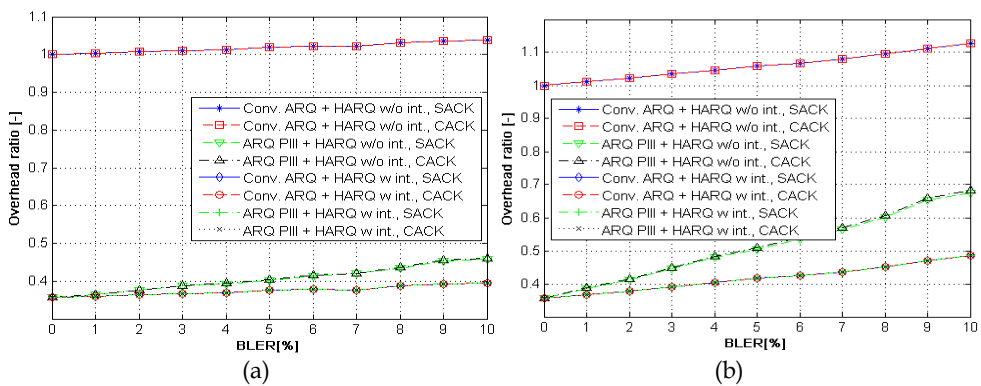 1.1
1
0.9
0.8
0.7
0.6
0.5
0.4
Overhead ratio [-]
Conv. ARQ + HARQ w/o int., SACK
Conv. ARQ + HARQ w/o int., CACK
ARQ PIII + HARQ w/o int., SACK
ARQ PIII + HARQ w/o int., CACK
Conv. ARQ + HARQ w int., SACK
Conv. ARQ + HARQ w int., CACK
ARQ PIII + HARQ w int., SACK
ARQ PIII + HARQ w int., CACK
0 1 2 3 4 5 6 7 8 9 10
BLER[%]
(a)
1.1
1
0.9
0.8
0.7
0.6
0.5
0.4
Overhead ratio [-]
Conv. ARQ + HARQ w/o int., SACK
Conv. ARQ + HARQ w/o int., CACK
ARQ PIII + HARQ w/o int., SACK
ARQ PIII + HARQ w/o int., CACK
Conv. ARQ + HARQ w int., SACK
Conv. ARQ + HARQ w int., CACK
ARQ PIII + HARQ w int., SACK
ARQ PIII + HARQ w int., CACK
0 1 2 3 4 5 6 7 8 9 10
BLER[%]
(b)